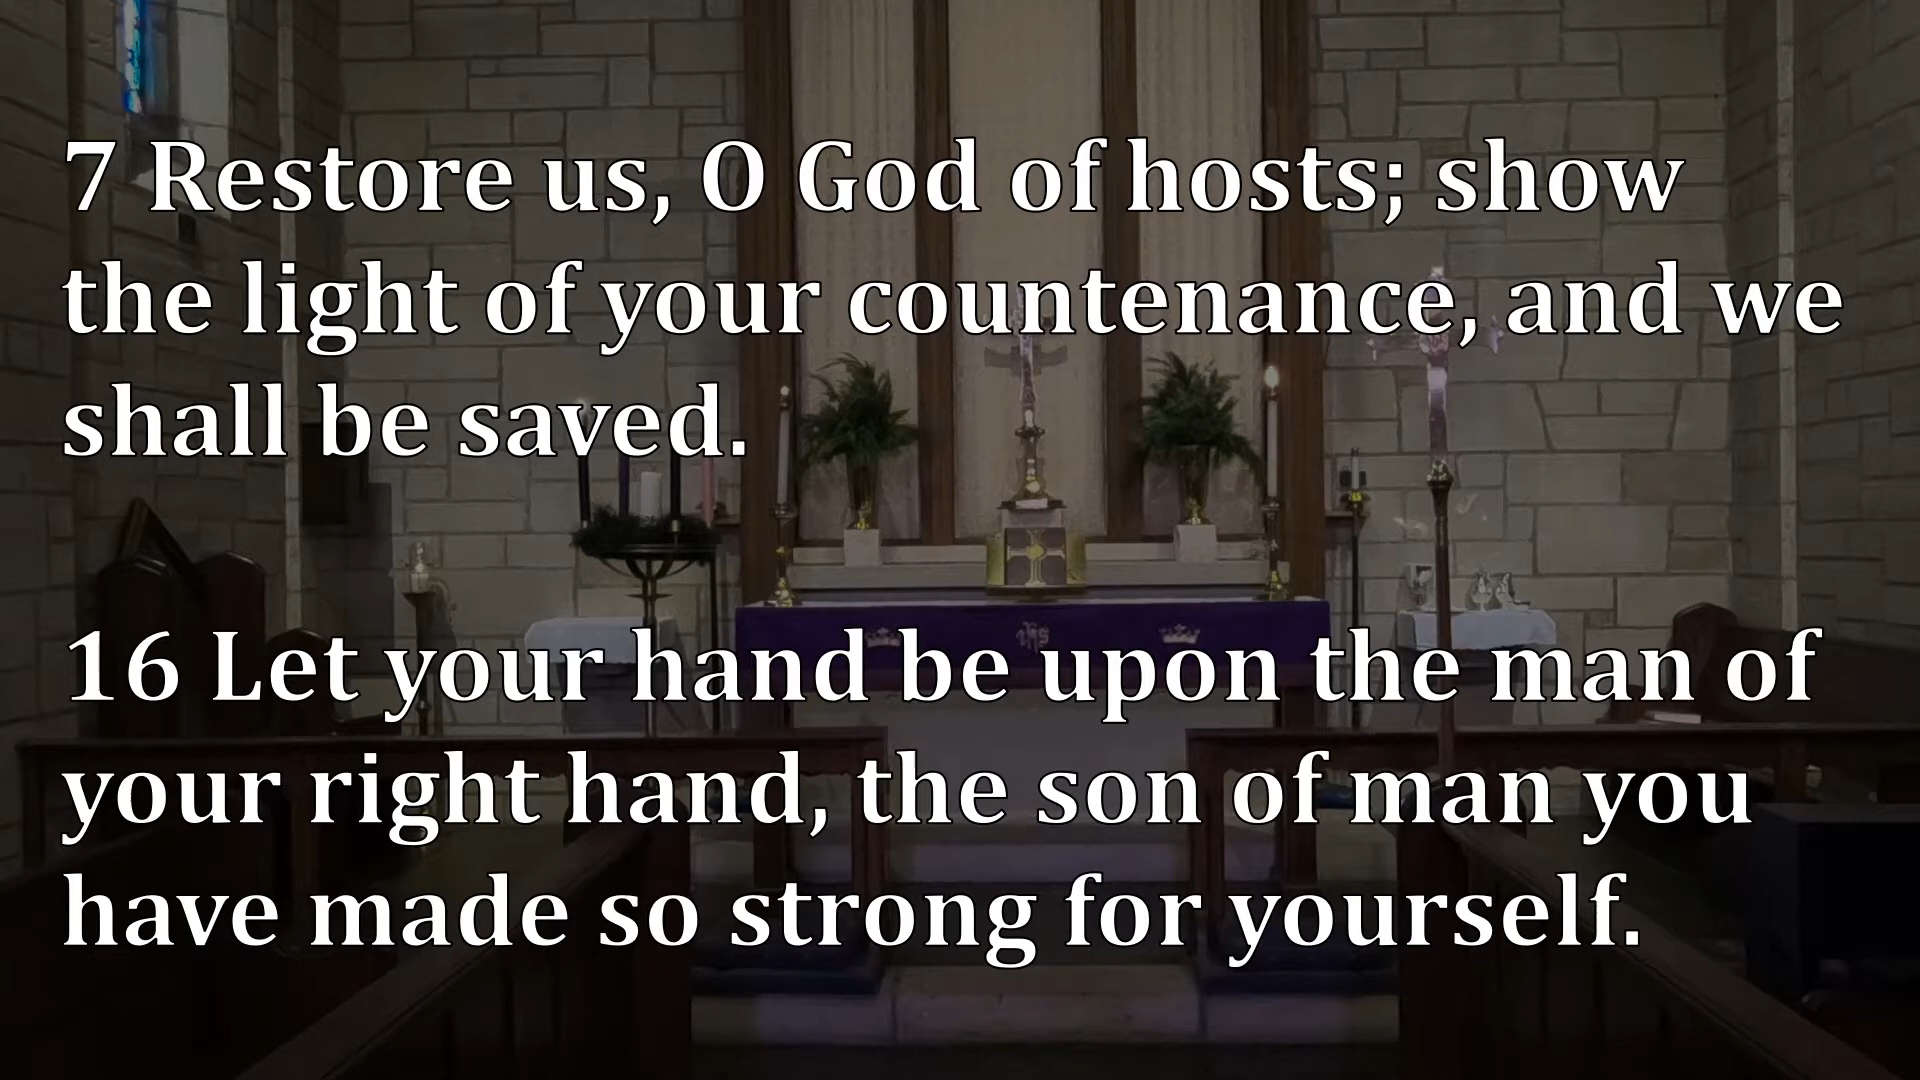 7 Restore us, O God of hosts; show
the light of your countenance, and we
shall be saved.
16 Let your hand be upon the man of
your right hand, the son of man you
have made so strong for yourself.